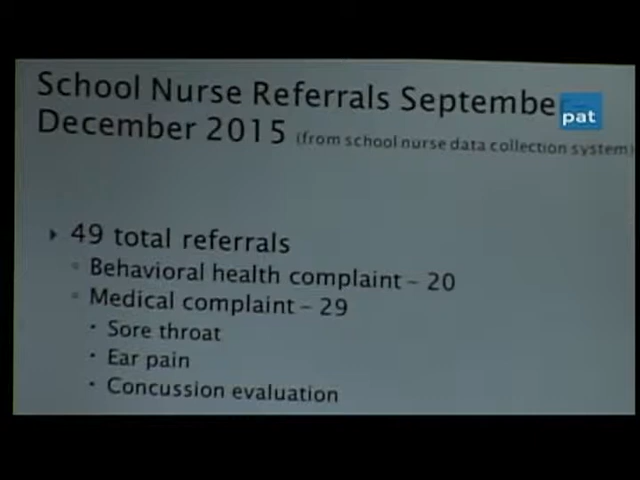 School Nurse Referrals Septembe
pat
December 2015 (from school nurse data collection system)
49 total referrals
Behavioral health complaint – 20
Medical complaint – 29
Sore throat
Ear pain
Concussion evaluation